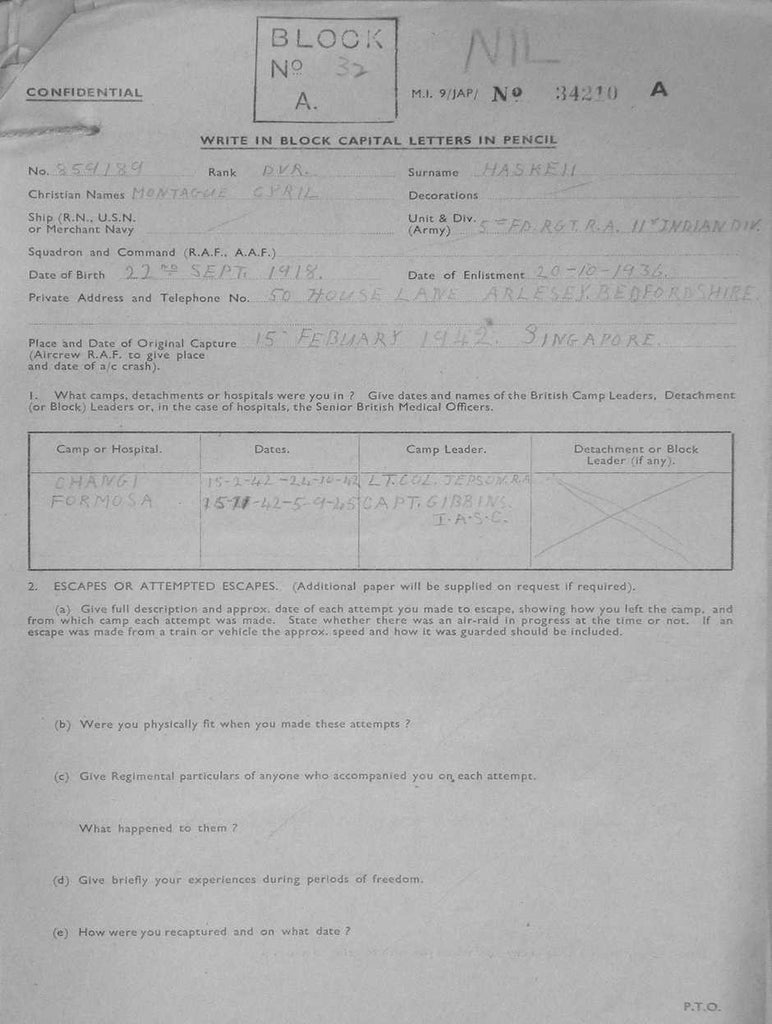 BLOCK
Nº 32
A.
NIL
CONFIDENTIAL
M.I. 9/JAP/ Nº 34210 A
WRITE IN BLOCK CAPITAL LETTERS IN PENCIL
No. 859189 Rank DVR. Surname HASKELL
Christian Names MONTAGUE CYRIL Decorations
Ship (R.N., U.S.N. or Merchant Navy
Unit & Div. (Army) 5TH FD. RGT. R.A. 11TH INDIAN DIV.
Squadron and Command (R.A.F., A.A.F.)
Date of Birth 22ND SEPT. 1918. Date of Enlistment 20-10-1936.
Private Address and Telephone No. 50 HOUSE LANE ARLESEY. BEDFORDSHIRE.
Place and Date of Original Capture 15TH FEBUARY 1942. SINGAPORE.
(Aircrew R.A.F. to give place
and date of a/c crash).
1. What camps, detachments or hospitals were you in ? Give dates and names of the British Camp Leaders, Detachment
(or Block) Leaders or, in the case of hospitals, the Senior British Medical Officers.
Camp or Hospital. Dates. Camp Leader. Detachment or Block Leader (if any).
CHANGI 15-2-42-24-10-42 LT. COL. JEPSON. RA
FORMOSA 15-11-42-5-9-45 CAPT. GIBBINS.
I.A.S.C.
2. ESCAPES OR ATTEMPTED ESCAPES. (Additional paper will be supplied on request if required).
(a) Give full description and approx. date of each attempt you made to escape, showing how you left the camp, and
from which camp each attempt was made. State whether there was an air-raid in progress at the time or not. If an
escape was made from a train or vehicle the approx. speed and how it was guarded should be included.
(b) Were you physically fit when you made these attempts ?
(c) Give Regimental particulars of anyone who accompanied you on each attempt.
What happened to them ?
(d) Give briefly your experiences during periods of freedom.
(e) How were you recaptured and on what date ?
P.T.O.